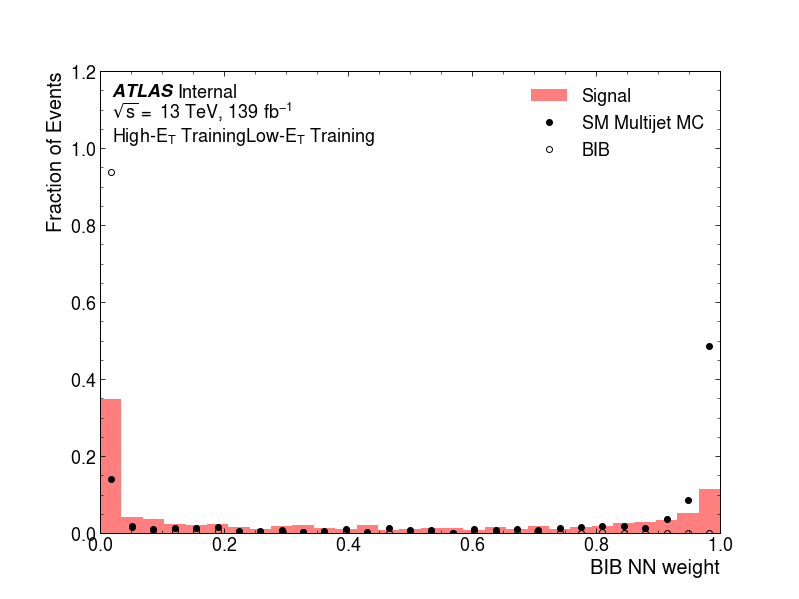 ATLAS Internal
√s = 13 TeV, 139 fb⁻¹
High-E_T TrainingLow-E_T Training
Signal
SM Multijet MC
BIB
Fraction of Events
1.2
1.0
0.8
0.6
0.4
0.2
0.0
0.0 0.2 0.4 0.6 0.8 1.0
BIB NN weight